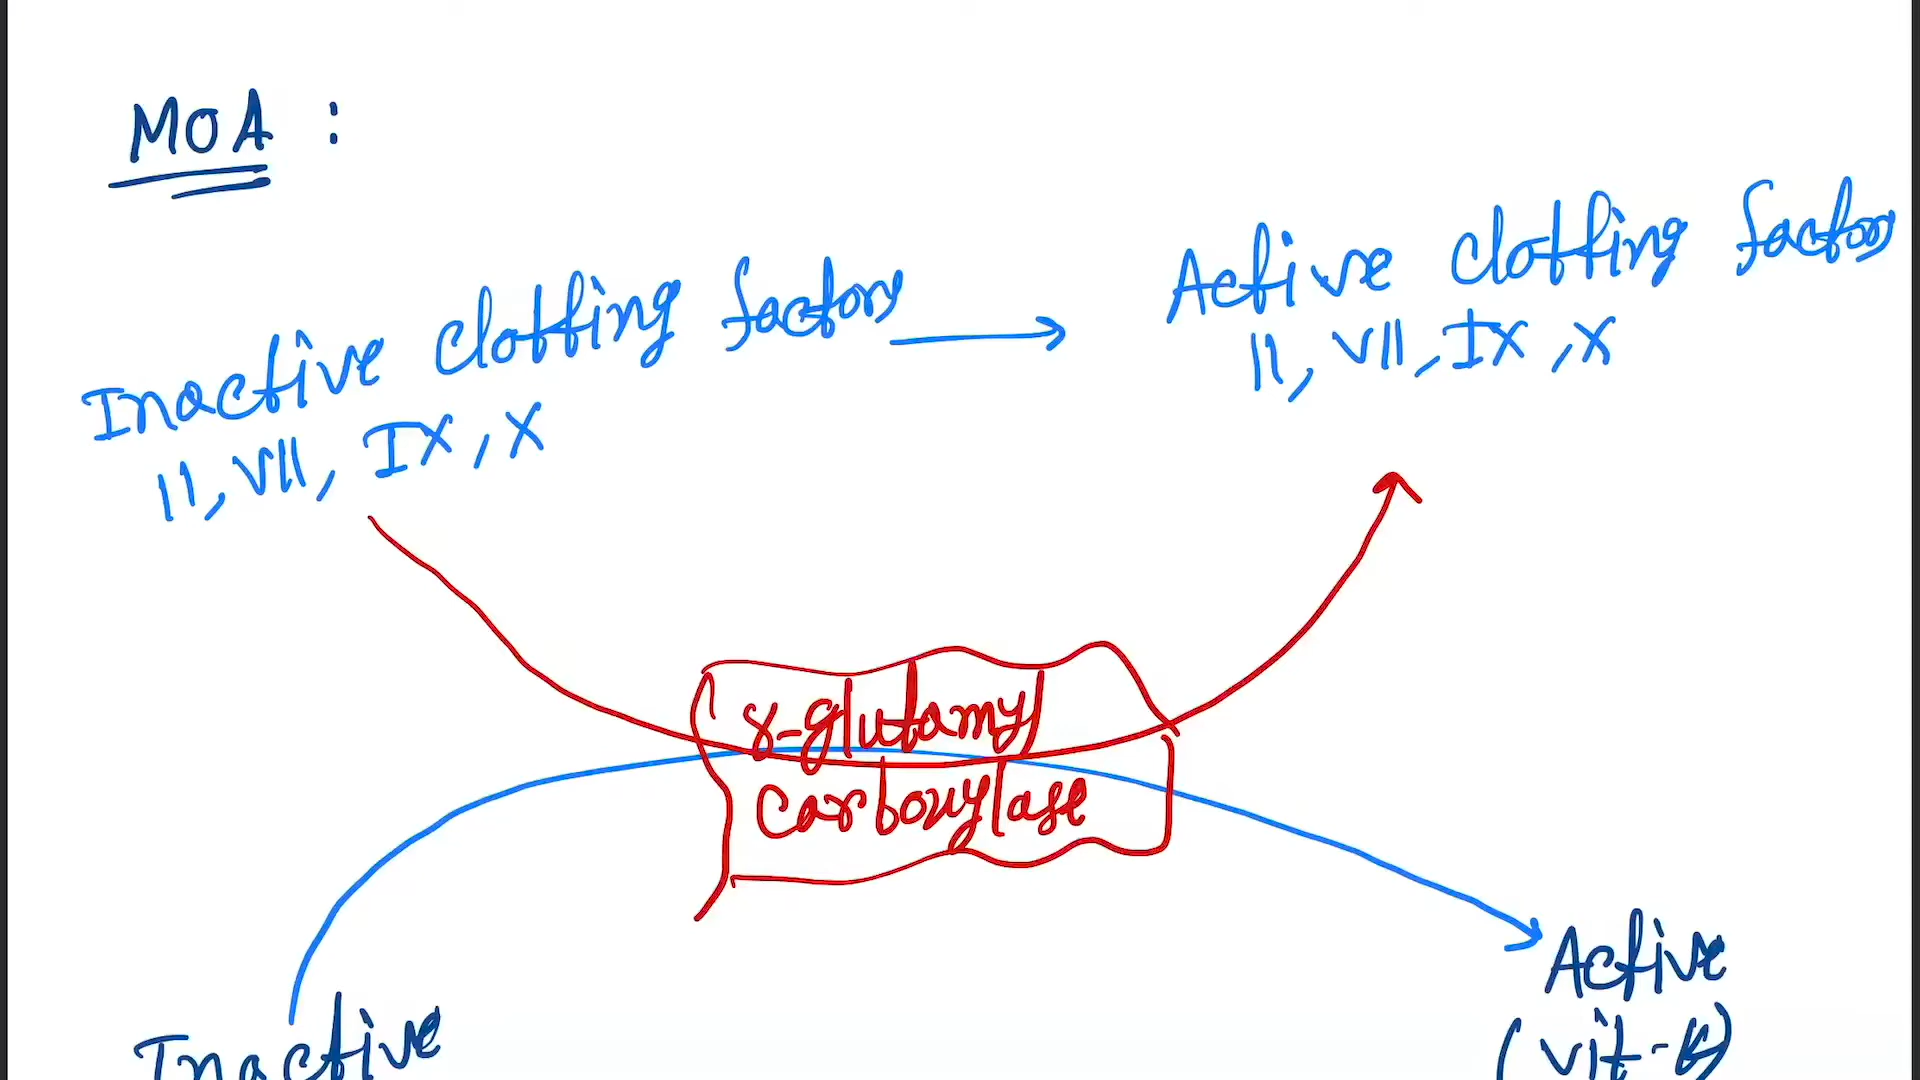 MOA :
Inactive clotting factors → Active clotting factors
II, VII, IX, X
II, VII, IX, X
γ-glutamyl
carboxylase
Inactive
Active
(vit-K)